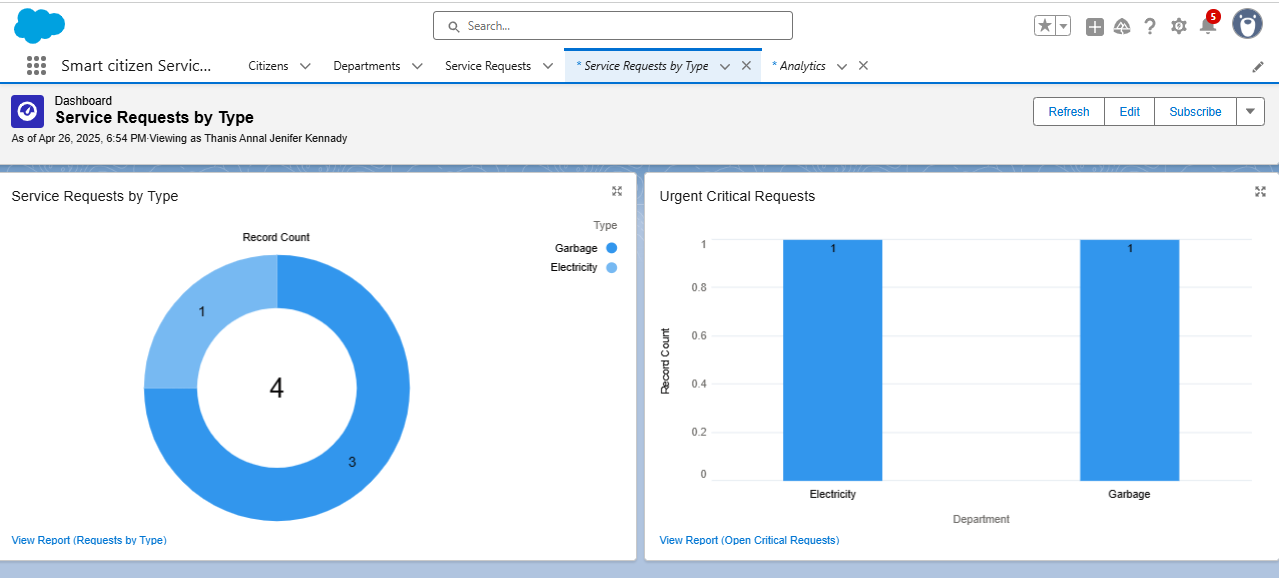 Search...
5
Smart citizen Servic...
Citizens
Departments
Service Requests
* Service Requests by Type
* Analytics
Dashboard
Service Requests by Type
As of Apr 26, 2025, 6:54 PM·Viewing as Thanis Annal Jenifer Kennady
Refresh
Edit
Subscribe
Service Requests by Type
Record Count
Type
Garbage
Electricity
1
4
3
View Report (Requests by Type)
Urgent Critical Requests
Record Count
1
0.8
0.6
0.4
0.2
0
1
1
Electricity
Garbage
Department
View Report (Open Critical Requests)